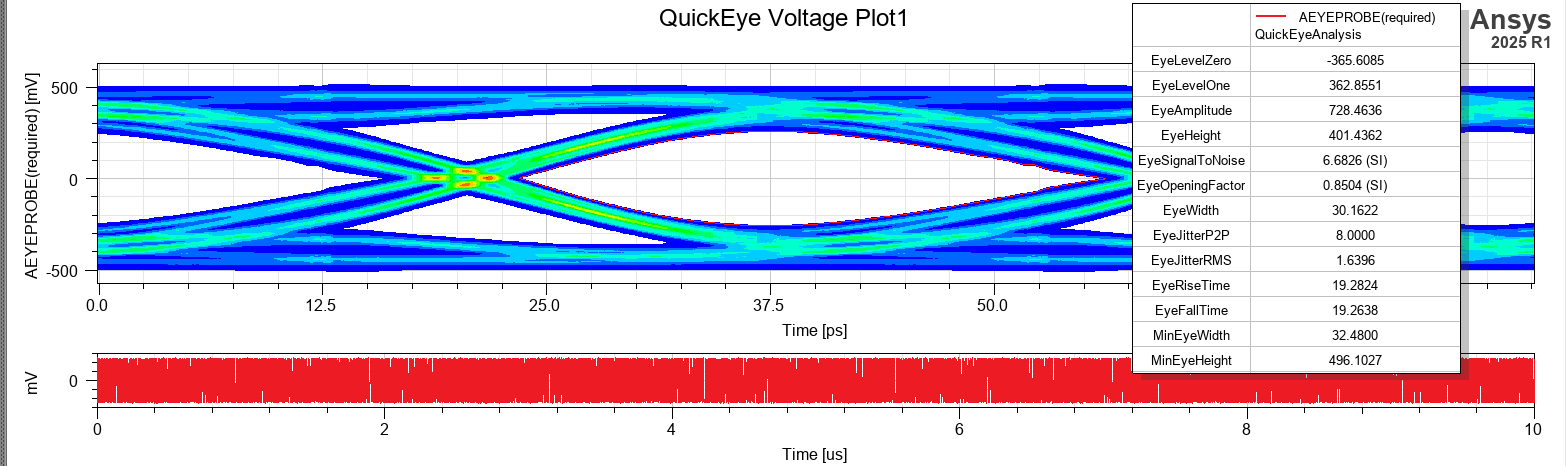 QuickEye Voltage Plot1
Ansys
2025 R1
AEYEPROBE(required)
QuickEyeAnalysis
EyeLevelZero -365.6085
EyeLevelOne 362.8551
EyeAmplitude 728.4636
EyeHeight 401.4362
EyeSignalToNoise 6.6826 (SI)
EyeOpeningFactor 0.8504 (SI)
EyeWidth 30.1622
EyeJitterP2P 8.0000
EyeJitterRMS 1.6396
EyeRiseTime 19.2824
EyeFallTime 19.2638
MinEyeWidth 32.4800
MinEyeHeight 496.1027
AEYEPROBE(required) [mV]
500
0
-500
0.0 12.5 25.0 37.5 50.0
Time [ps]
mV
0
0 2 4 6 8 10
Time [us]